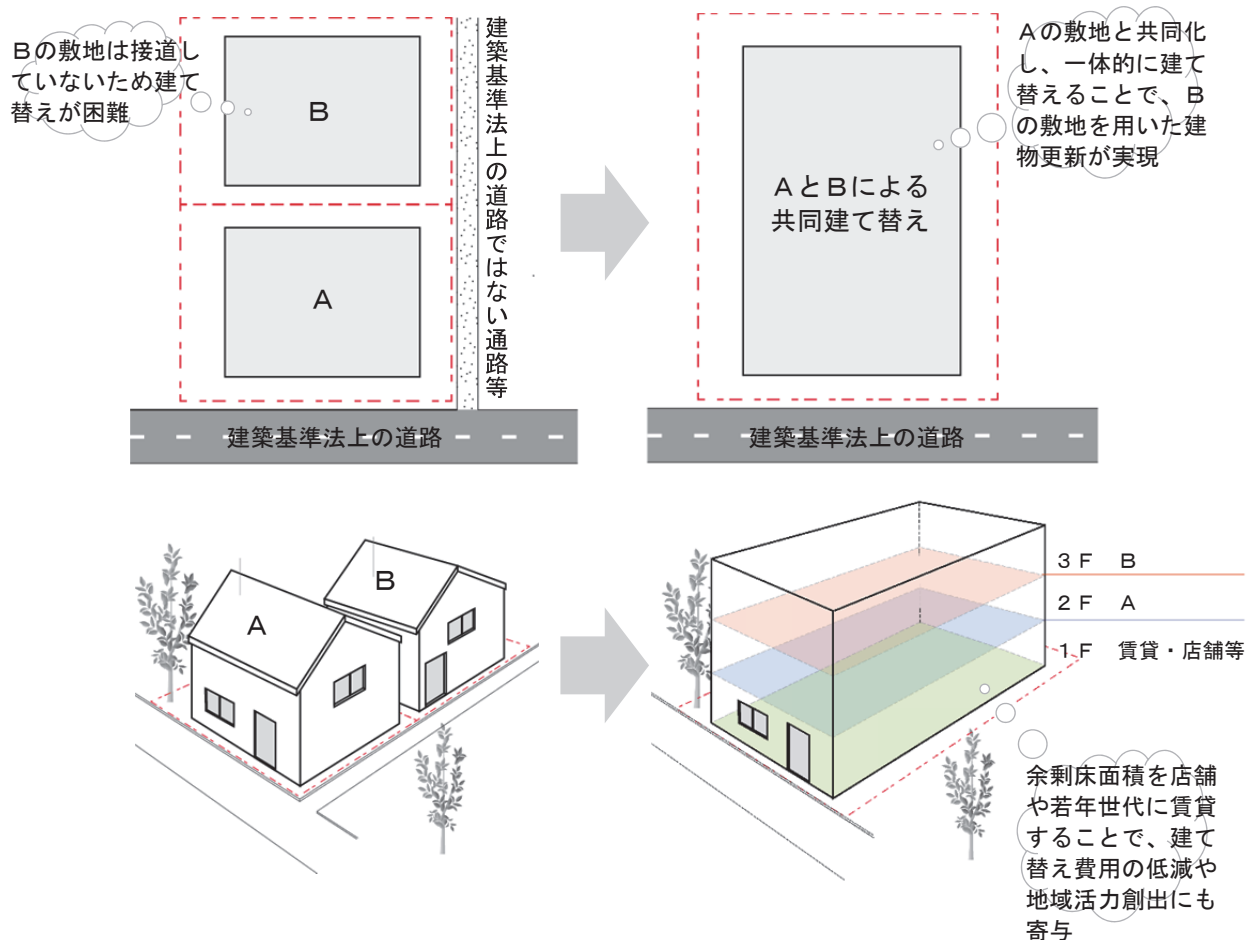 Bの敷地は接道し
ていないため建て
替えが困難
B
A
建築基準法上の道路ではない通路等
建築基準法上の道路
Aの敷地と共同化
し、一体的に建て
替えることで、B
の敷地を用いた建
物更新が実現
AとBによる
共同建て替え
建築基準法上の道路
A
B
3F B
2F A
1F 賃貸・店舗等
余剰床面積を店舗
や若年世代に賃貸
することで、建て
替え費用の低減や
地域活力創出にも
寄与